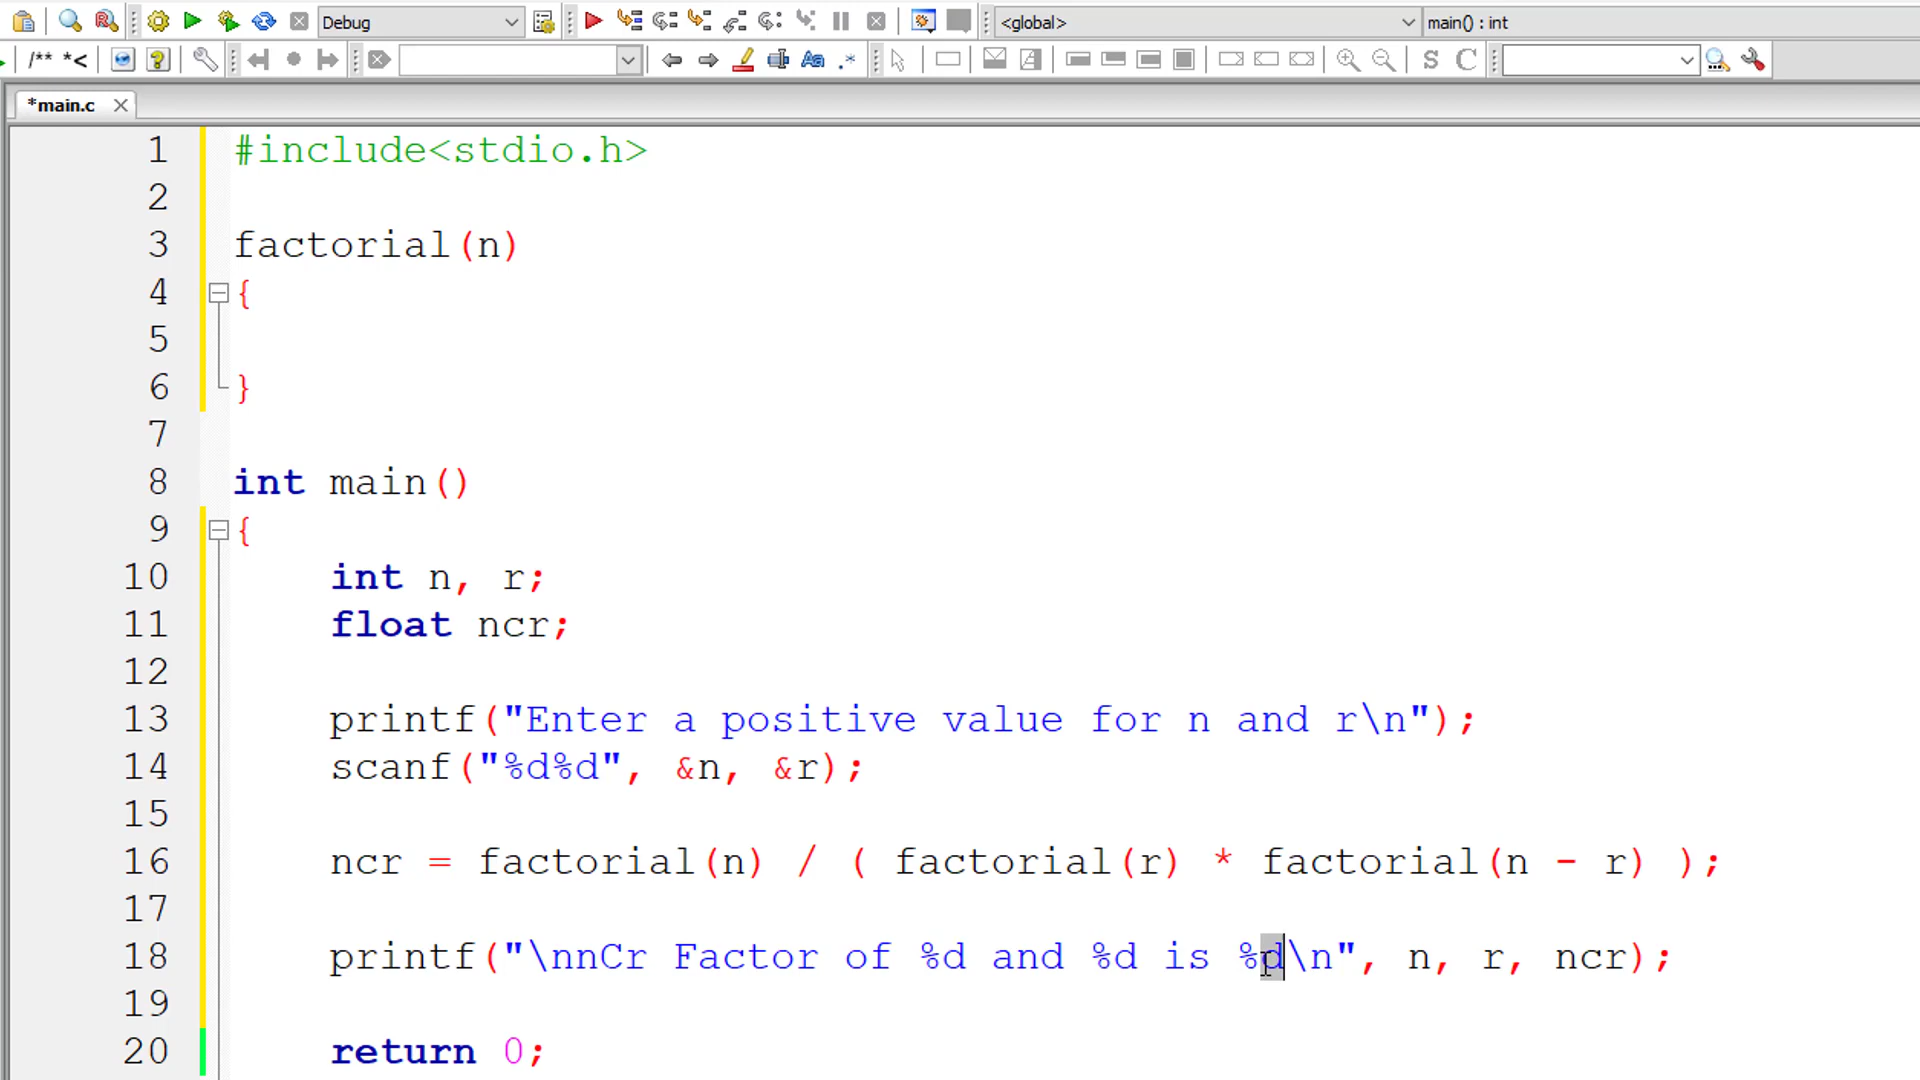 Debug
<global>
main() : int
/** *<
Aa
.*
S
C
*main.c
1 #include<stdio.h>
2
3 factorial(n)
4 {
5
6 }
7
8 int main()
9 {
10 int n, r;
11 float ncr;
12
13 printf("Enter a positive value for n and r\n");
14 scanf("%d%d", &n, &r);
15
16 ncr = factorial(n) / ( factorial(r) * factorial(n - r) );
17
18 printf("\nnCr Factor of %d and %d is %d\n", n, r, ncr);
19
20 return 0;